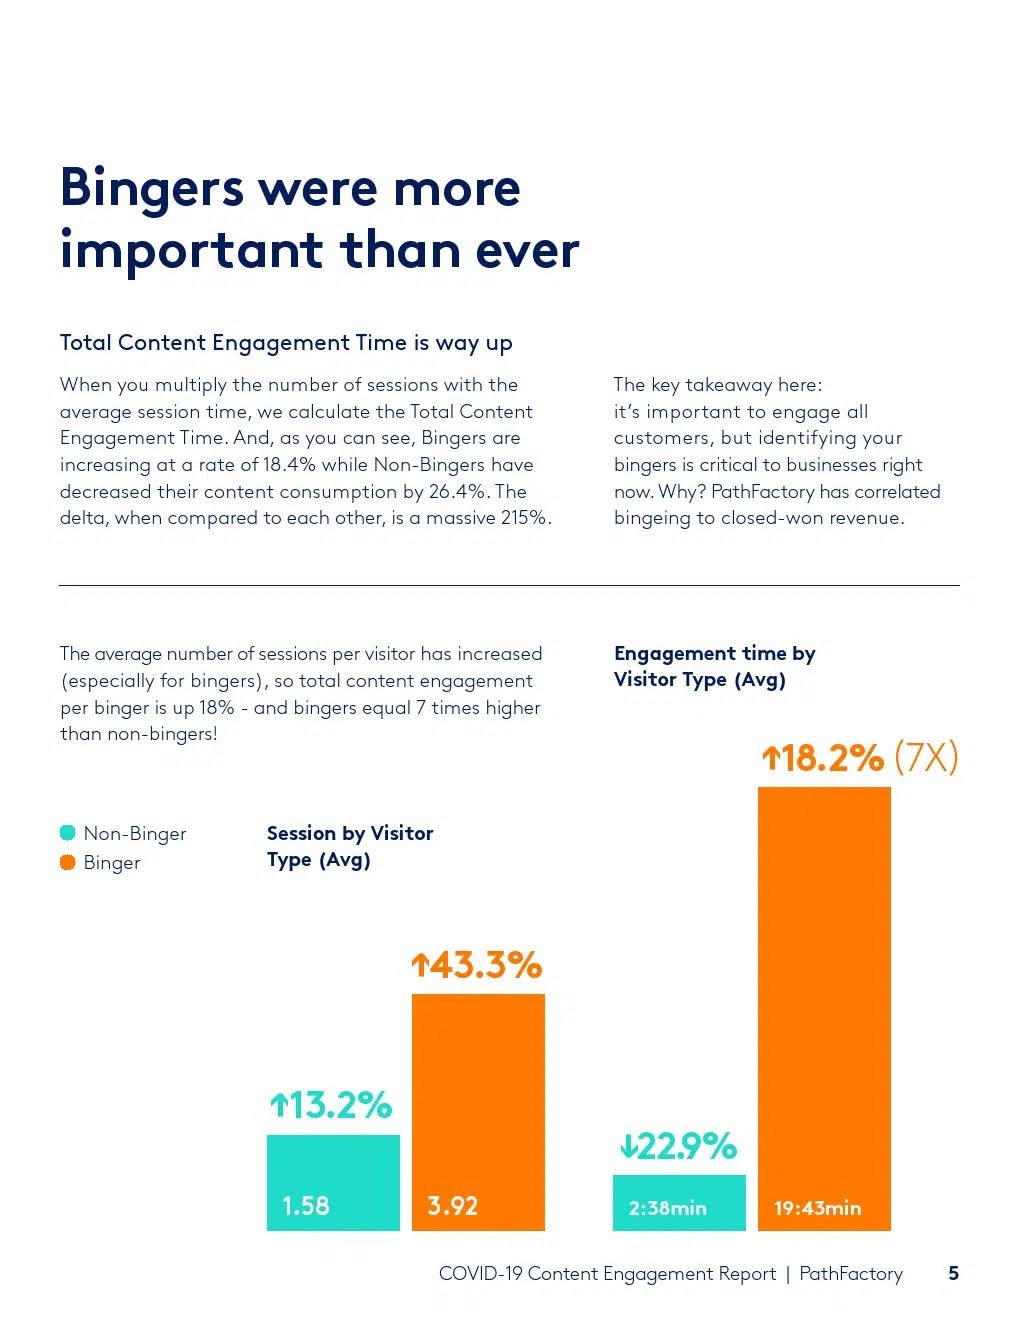 Bingers were more
important than ever
Total Content Engagement Time is way up
When you multiply the number of sessions with the
average session time, we calculate the Total Content
Engagement Time. And, as you can see, Bingers are
increasing at a rate of 18.4% while Non-Bingers have
decreased their content consumption by 26.4%. The
delta, when compared to each other, is a massive 215%.
The key takeaway here:
it’s important to engage all
customers, but identifying your
bingers is critical to businesses right
now. Why? PathFactory has correlated
bingeing to closed-won revenue.
The average number of sessions per visitor has increased
(especially for bingers), so total content engagement
per binger is up 18% - and bingers equal 7 times higher
than non-bingers!
Non-Binger
Binger
Session by Visitor
Type (Avg)
↑13.2%
1.58
↑43.3%
3.92
Engagement time by
Visitor Type (Avg)
↓22.9%
2:38min
↑18.2% (7X)
19:43min
COVID-19 Content Engagement Report | PathFactory 5